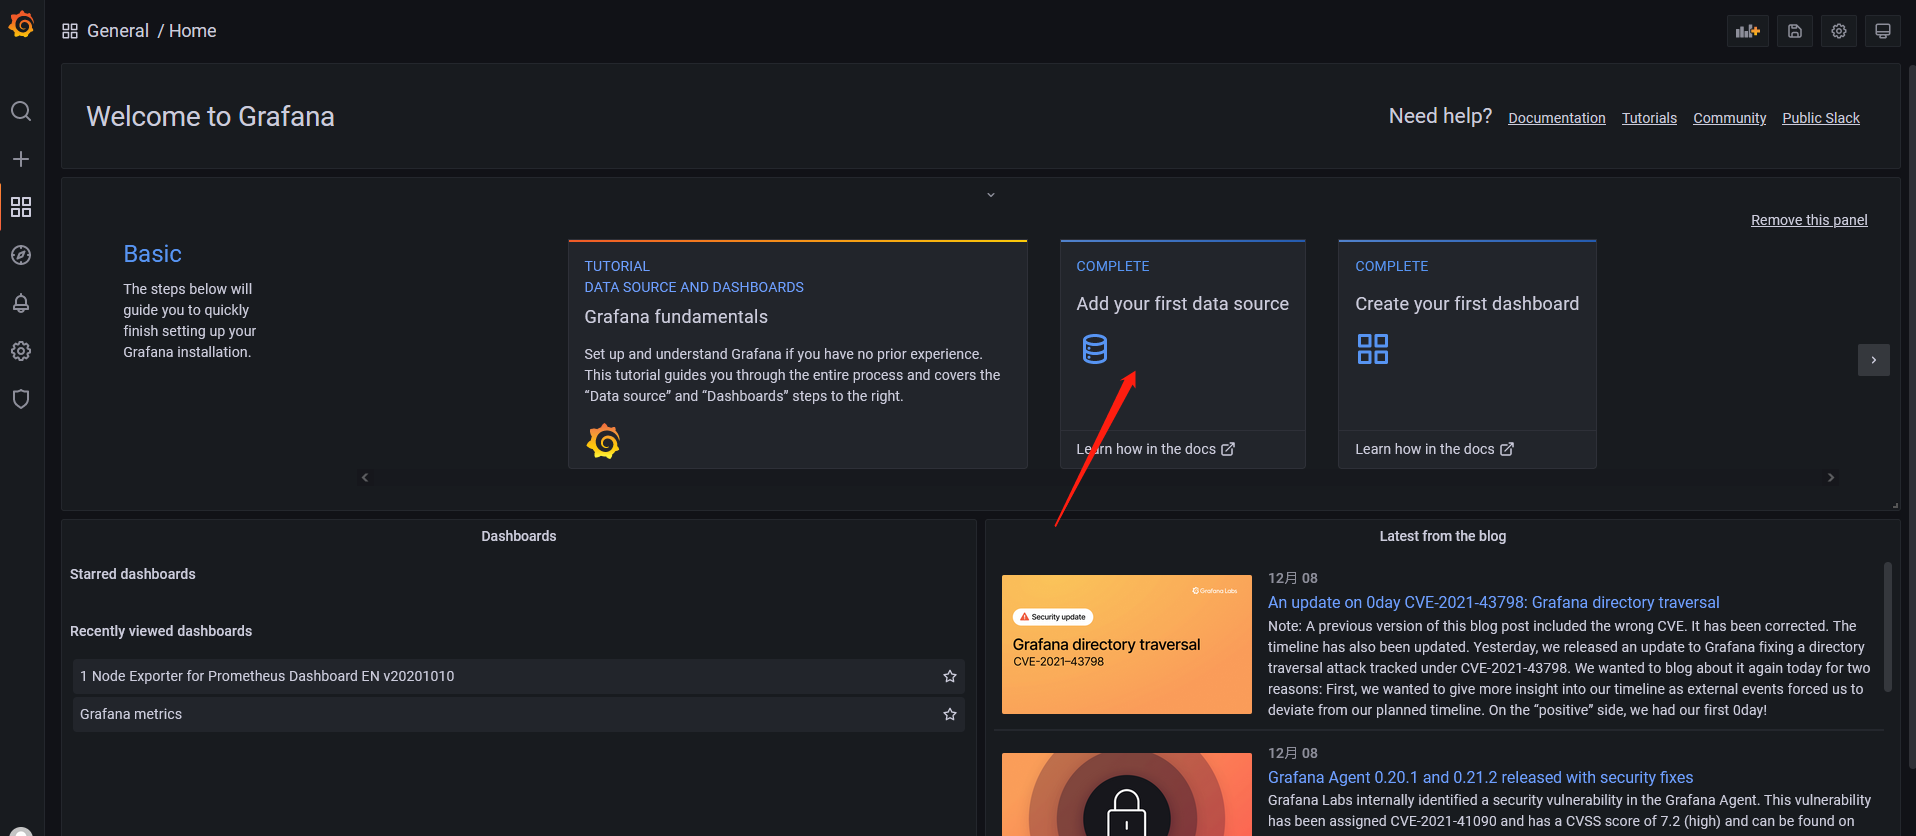 General / Home
Welcome to Grafana
Need help? Documentation Tutorials Community Public Slack
Remove this panel
Basic
The steps below will
guide you to quickly
finish setting up your
Grafana installation.
TUTORIAL
DATA SOURCE AND DASHBOARDS
Grafana fundamentals
Set up and understand Grafana if you have no prior experience.
This tutorial guides you through the entire process and covers the
“Data source” and “Dashboards” steps to the right.
COMPLETE
Add your first data source
Learn how in the docs
COMPLETE
Create your first dashboard
Learn how in the docs
Dashboards
Starred dashboards
Recently viewed dashboards
1 Node Exporter for Prometheus Dashboard EN v20201010
Grafana metrics
Latest from the blog
Grafana Labs
Security update
Grafana directory traversal
CVE-2021-43798
12月 08
An update on 0day CVE-2021-43798: Grafana directory traversal
Note: A previous version of this blog post included the wrong CVE. It has been corrected. The
timeline has also been updated. Yesterday, we released an update to Grafana fixing a directory
traversal attack tracked under CVE-2021-43798. We wanted to blog about it again today for two
reasons: First, we wanted to give more insight into our timeline as external events forced us to
deviate from our planned timeline. On the “positive” side, we had our first 0day!
12月 08
Grafana Agent 0.20.1 and 0.21.2 released with security fixes
Grafana Labs internally identified a security vulnerability in the Grafana Agent. This vulnerability
has been assigned CVE-2021-41090 and has a CVSS score of 7.2 (high) and can be found on